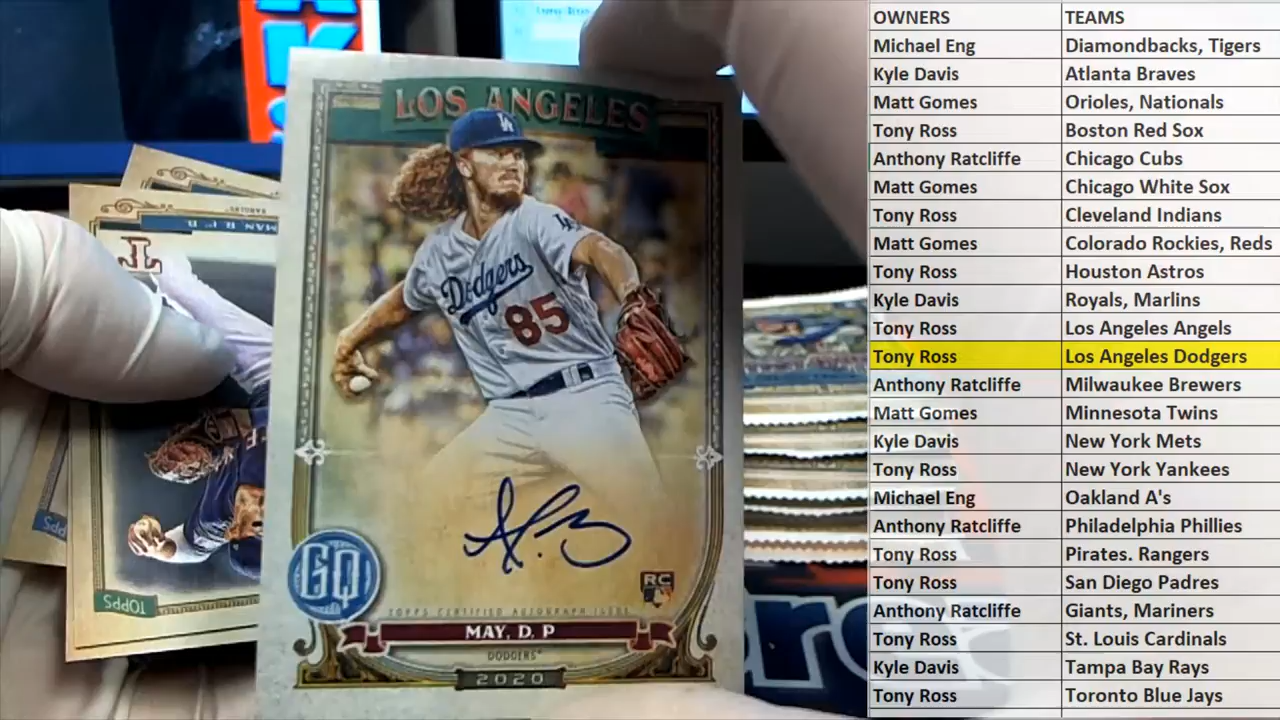 LOS ANGELES
LA
LA
Dodgers
85
GQ
RC
TOPPS CERTIFIED AUTOGRAPH ISSUE
MAY, D. P
DODGERS
2020
TOPPS
OWNERS TEAMS
Michael Eng Diamondbacks, Tigers
Kyle Davis Atlanta Braves
Matt Gomes Orioles, Nationals
Tony Ross Boston Red Sox
Anthony Ratcliffe Chicago Cubs
Matt Gomes Chicago White Sox
Tony Ross Cleveland Indians
Matt Gomes Colorado Rockies, Reds
Tony Ross Houston Astros
Kyle Davis Royals, Marlins
Tony Ross Los Angeles Angels
Tony Ross Los Angeles Dodgers
Anthony Ratcliffe Milwaukee Brewers
Matt Gomes Minnesota Twins
Kyle Davis New York Mets
Tony Ross New York Yankees
Michael Eng Oakland A's
Anthony Ratcliffe Philadelphia Phillies
Tony Ross Pirates. Rangers
Tony Ross San Diego Padres
Anthony Ratcliffe Giants, Mariners
Tony Ross St. Louis Cardinals
Kyle Davis Tampa Bay Rays
Tony Ross Toronto Blue Jays